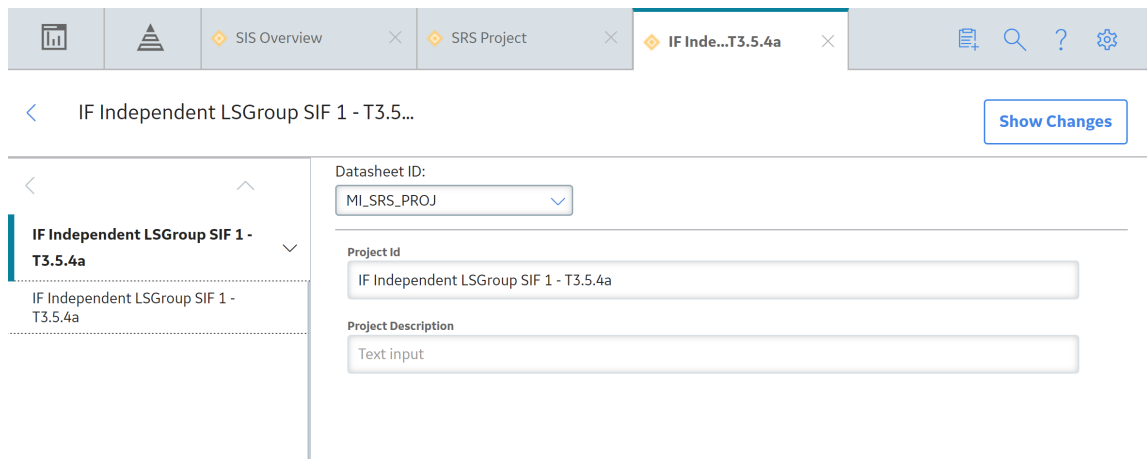 SIS Overview
SRS Project
IF Inde...T3.5.4a
?
IF Independent LSGroup SIF 1 - T3.5...
Show Changes
IF Independent LSGroup SIF 1 -
T3.5.4a
IF Independent LSGroup SIF 1 -
T3.5.4a
Datasheet ID:
MI_SRS_PROJ
Project Id
IF Independent LSGroup SIF 1 - T3.5.4a
Project Description
Text input